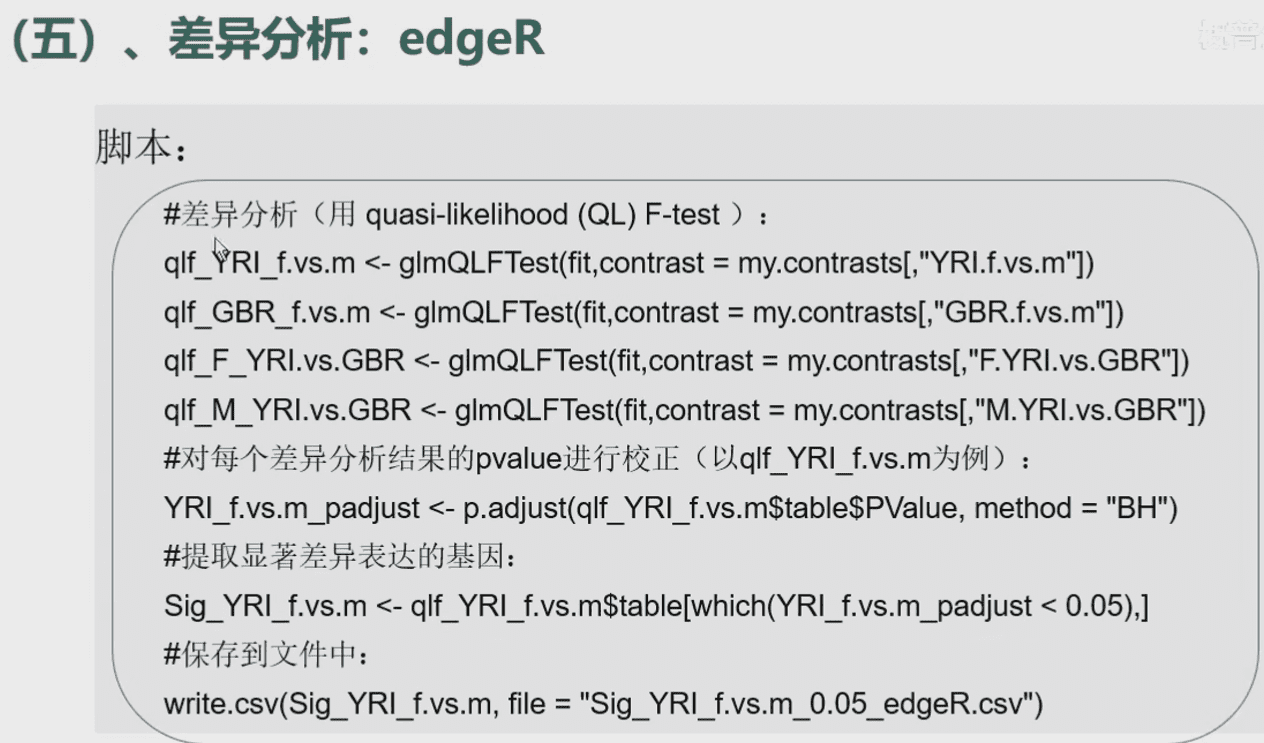 (五) 、差异分析：edgeR
脚本：
#差异分析（用 quasi-likelihood (QL) F-test ）：
qlf_YRI_f.vs.m <- glmQLFTest(fit,contrast = my.contrasts[,"YRI.f.vs.m"])
qlf_GBR_f.vs.m <- glmQLFTest(fit,contrast = my.contrasts[,"GBR.f.vs.m"])
qlf_F_YRI.vs.GBR <- glmQLFTest(fit,contrast = my.contrasts[,"F.YRI.vs.GBR"])
qlf_M_YRI.vs.GBR <- glmQLFTest(fit,contrast = my.contrasts[,"M.YRI.vs.GBR"])
#对每个差异分析结果的pvalue进行校正（以qlf_YRI_f.vs.m为例）：
YRI_f.vs.m_padjust <- p.adjust(qlf_YRI_f.vs.m$table$PValue, method = "BH")
#提取显著差异表达的基因：
Sig_YRI_f.vs.m <- qlf_YRI_f.vs.m$table[which(YRI_f.vs.m_padjust < 0.05),]
#保存到文件中：
write.csv(Sig_YRI_f.vs.m, file = "Sig_YRI_f.vs.m_0.05_edgeR.csv")